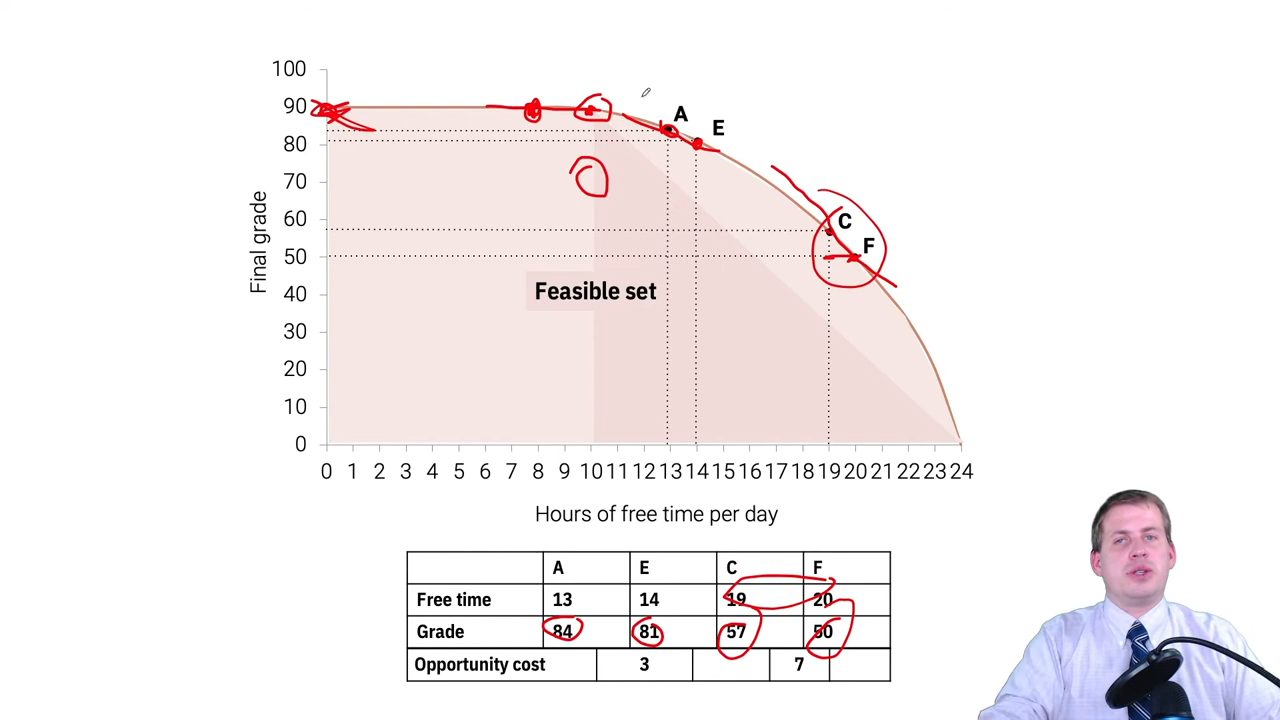 100
90
80
70
60
50
40
30
20
10
0
Final grade
A
E
C
F
Feasible set
0 1 2 3 4 5 6 7 8 9 10 11 12 13 14 15 16 17 18 19 20 21 22 23 24
Hours of free time per day
A E C F
Free time 13 14 19 20
Grade 84 81 57 50
Opportunity cost 3 7